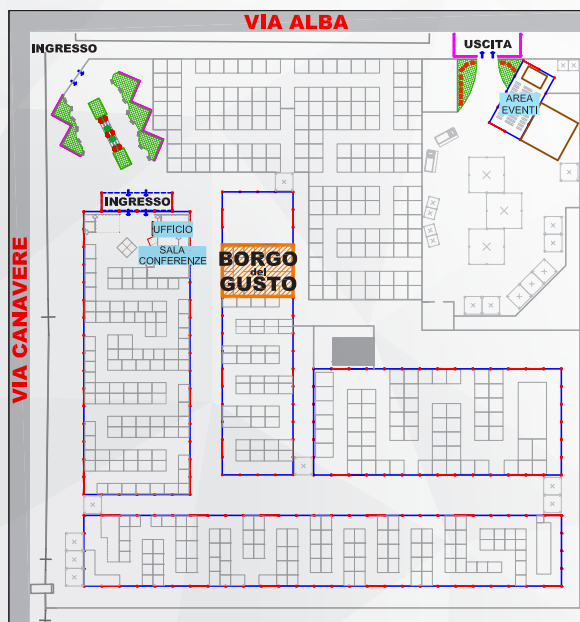 VIA ALBA
INGRESSO
USCITA
AREA
EVENTI
INGRESSO
UFFICIO
SALA
CONFERENZE
BORGO
del
GUSTO
VIA CANAVERE